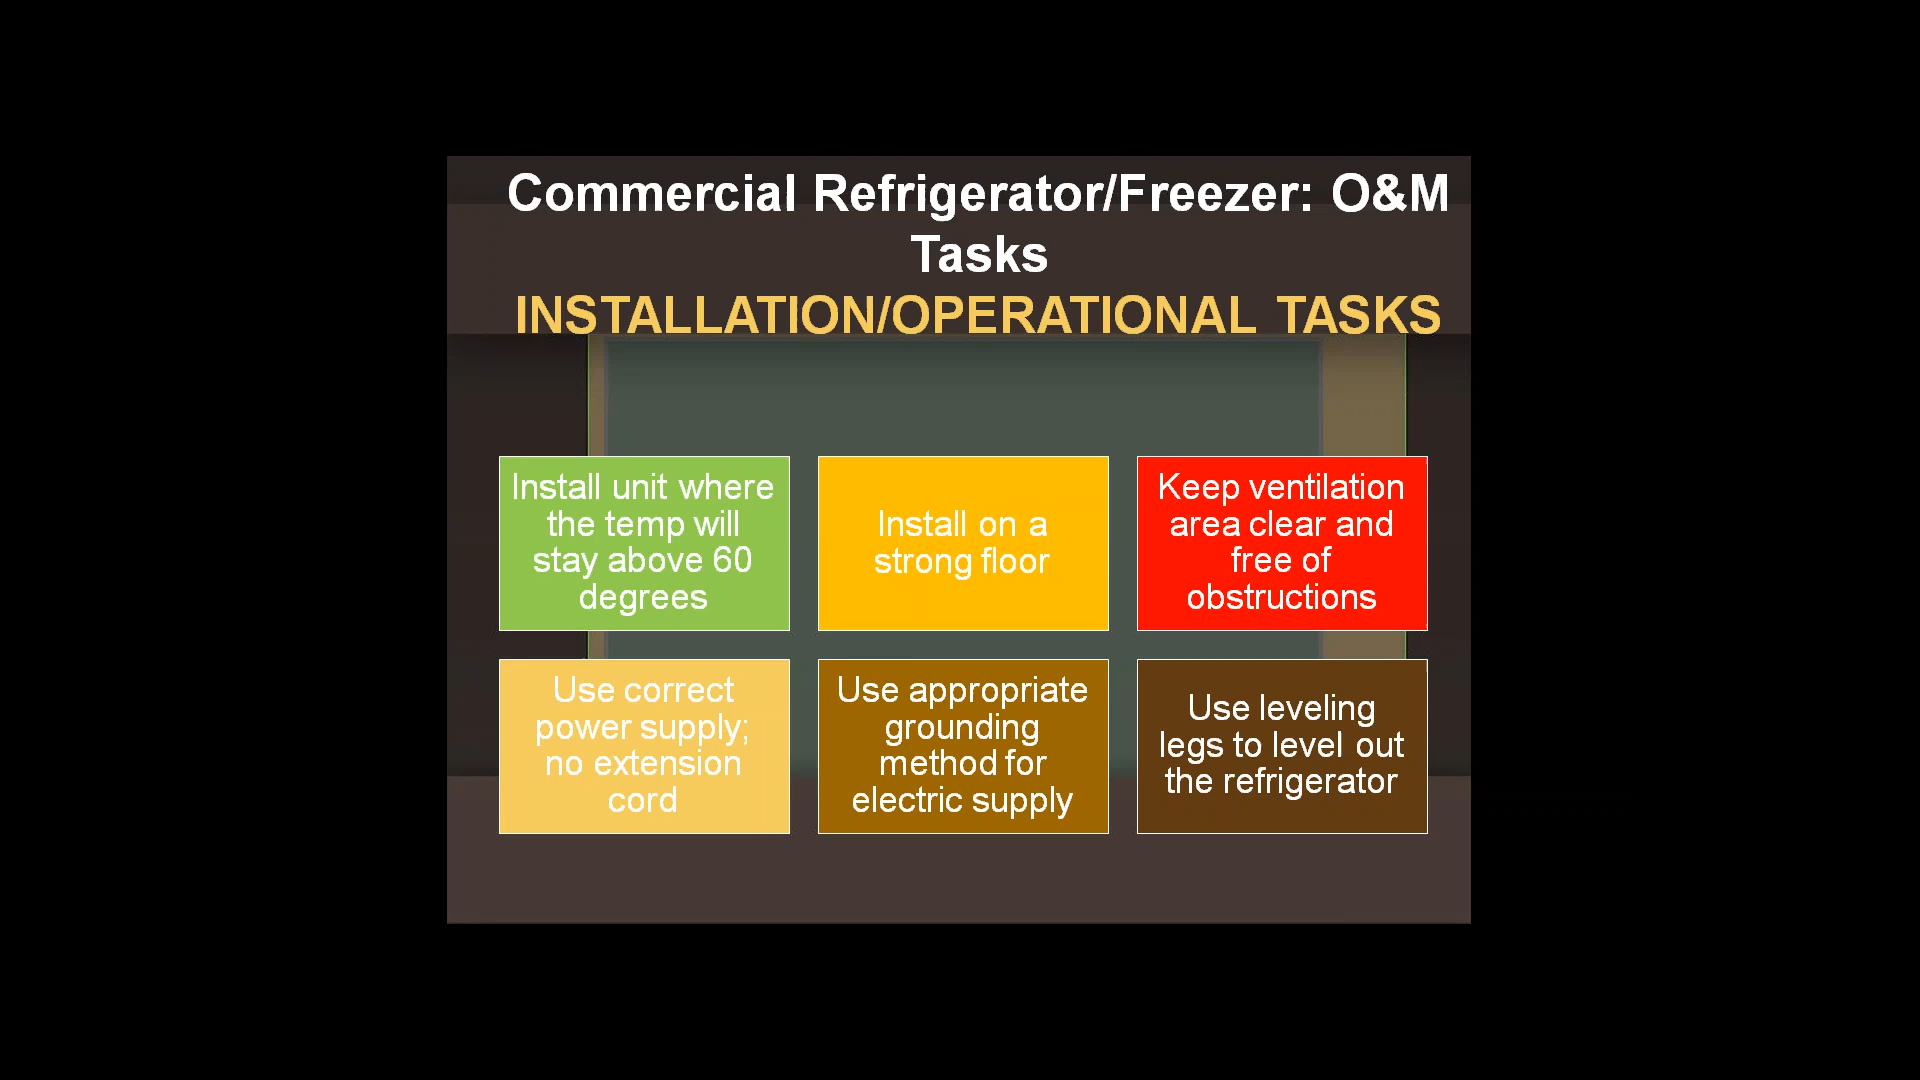 Commercial Refrigerator/Freezer: O&M
Tasks
INSTALLATION/OPERATIONAL TASKS
Install unit where
the temp will
stay above 60
degrees
Install on a
strong floor
Keep ventilation
area clear and
free of
obstructions
Use correct
power supply;
no extension
cord
Use appropriate
grounding
method for
electric supply
Use leveling
legs to level out
the refrigerator